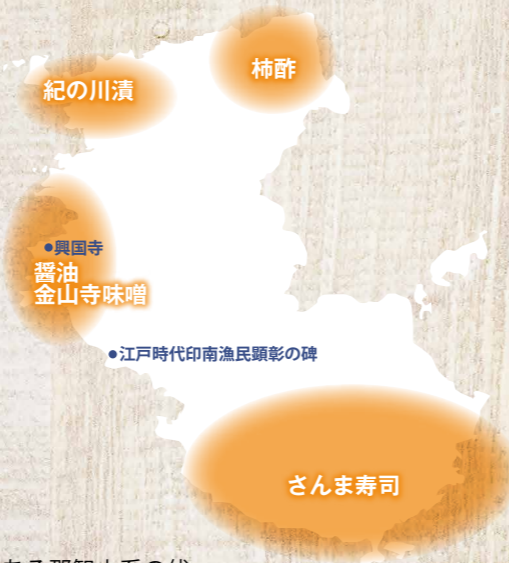 柿酢
紀の川漬
●興国寺
醤油
金山寺味噌
●江戸時代印南漁民顕彰の碑
さんま寿司